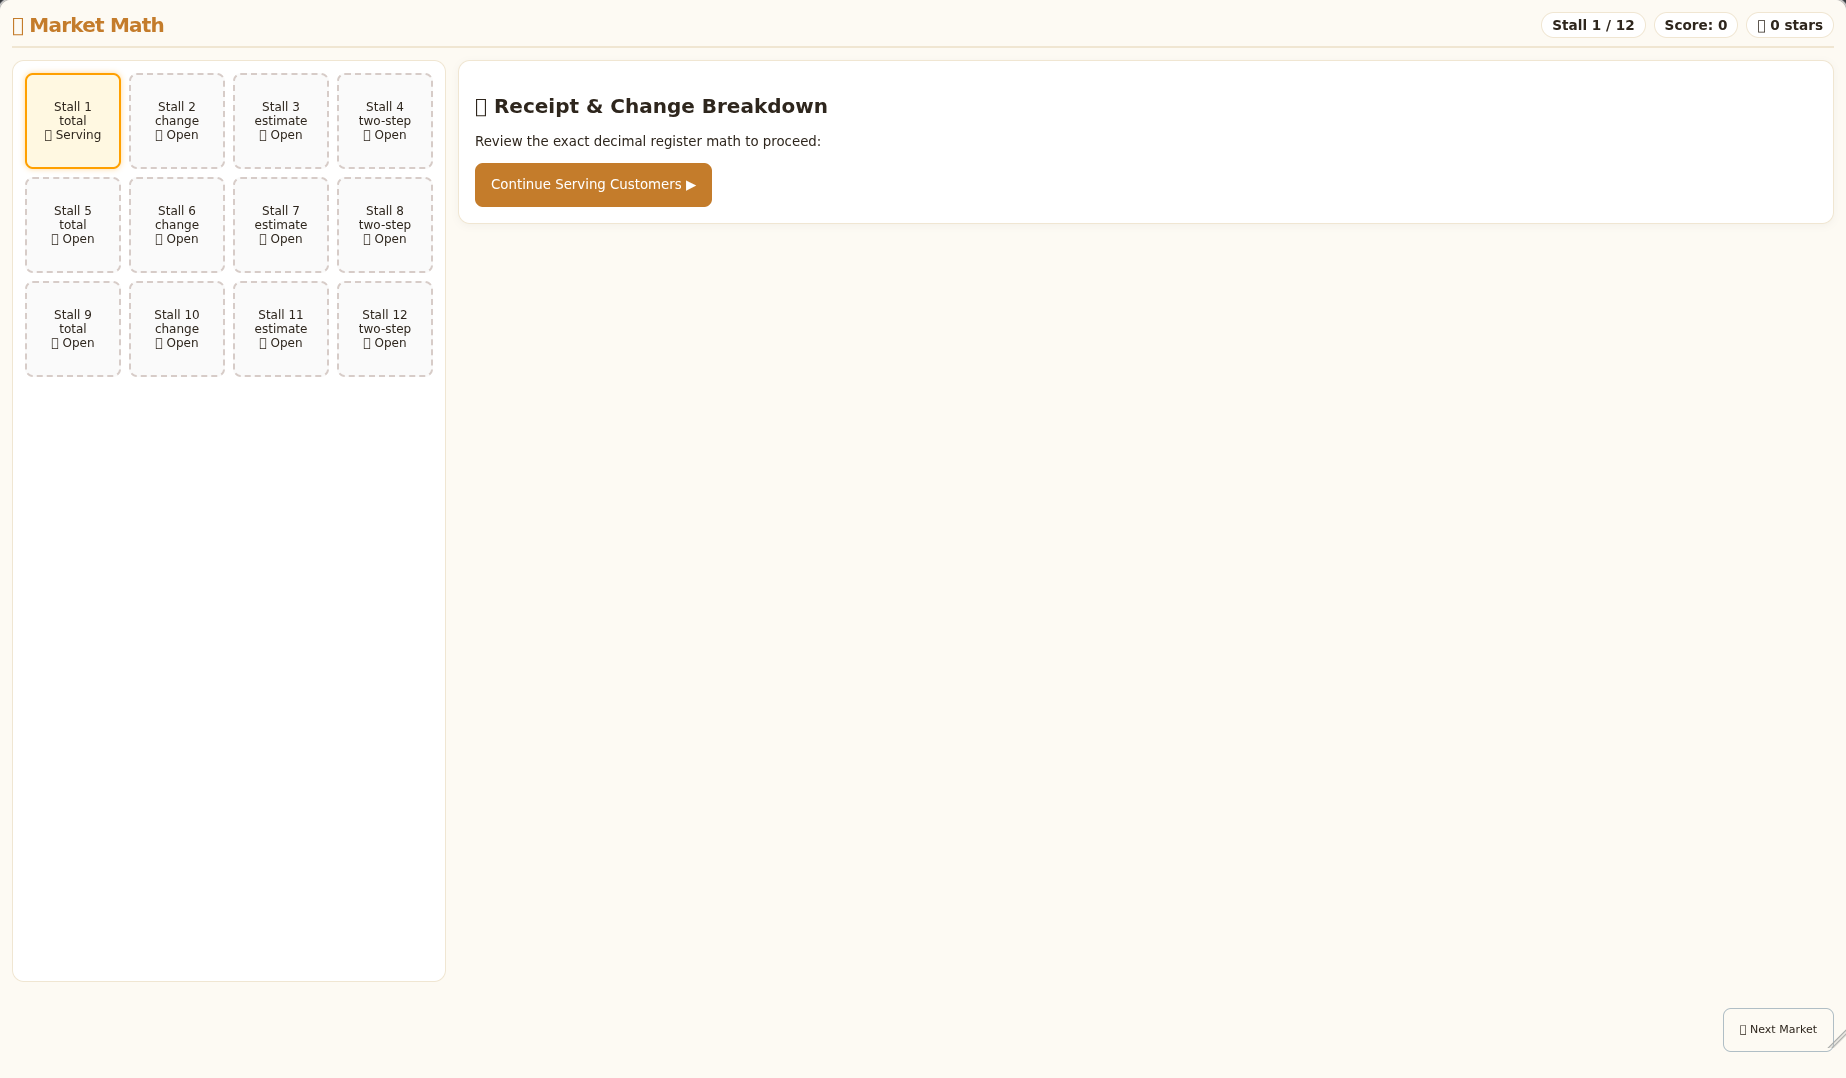 Market Math
Stall 1 / 12
Score: 0
0 stars
Stall 1
total
Serving
Stall 2
change
Open
Stall 3
estimate
Open
Stall 4
two-step
Open
Stall 5
total
Open
Stall 6
change
Open
Stall 7
estimate
Open
Stall 8
two-step
Open
Stall 9
total
Open
Stall 10
change
Open
Stall 11
estimate
Open
Stall 12
two-step
Open
Receipt & Change Breakdown
Review the exact decimal register math to proceed:
Continue Serving Customers ▶
Next Market